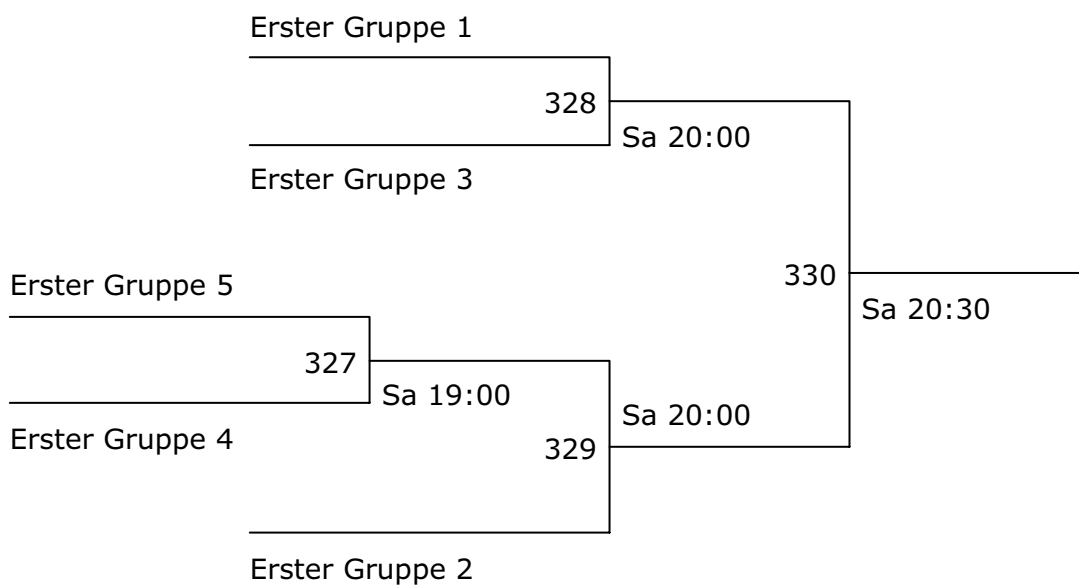 Erster Gruppe 1
328
Sa 20:00
Erster Gruppe 3
330
Sa 20:30
Erster Gruppe 5
327
Sa 19:00
Erster Gruppe 4
Sa 20:00
329
Erster Gruppe 2